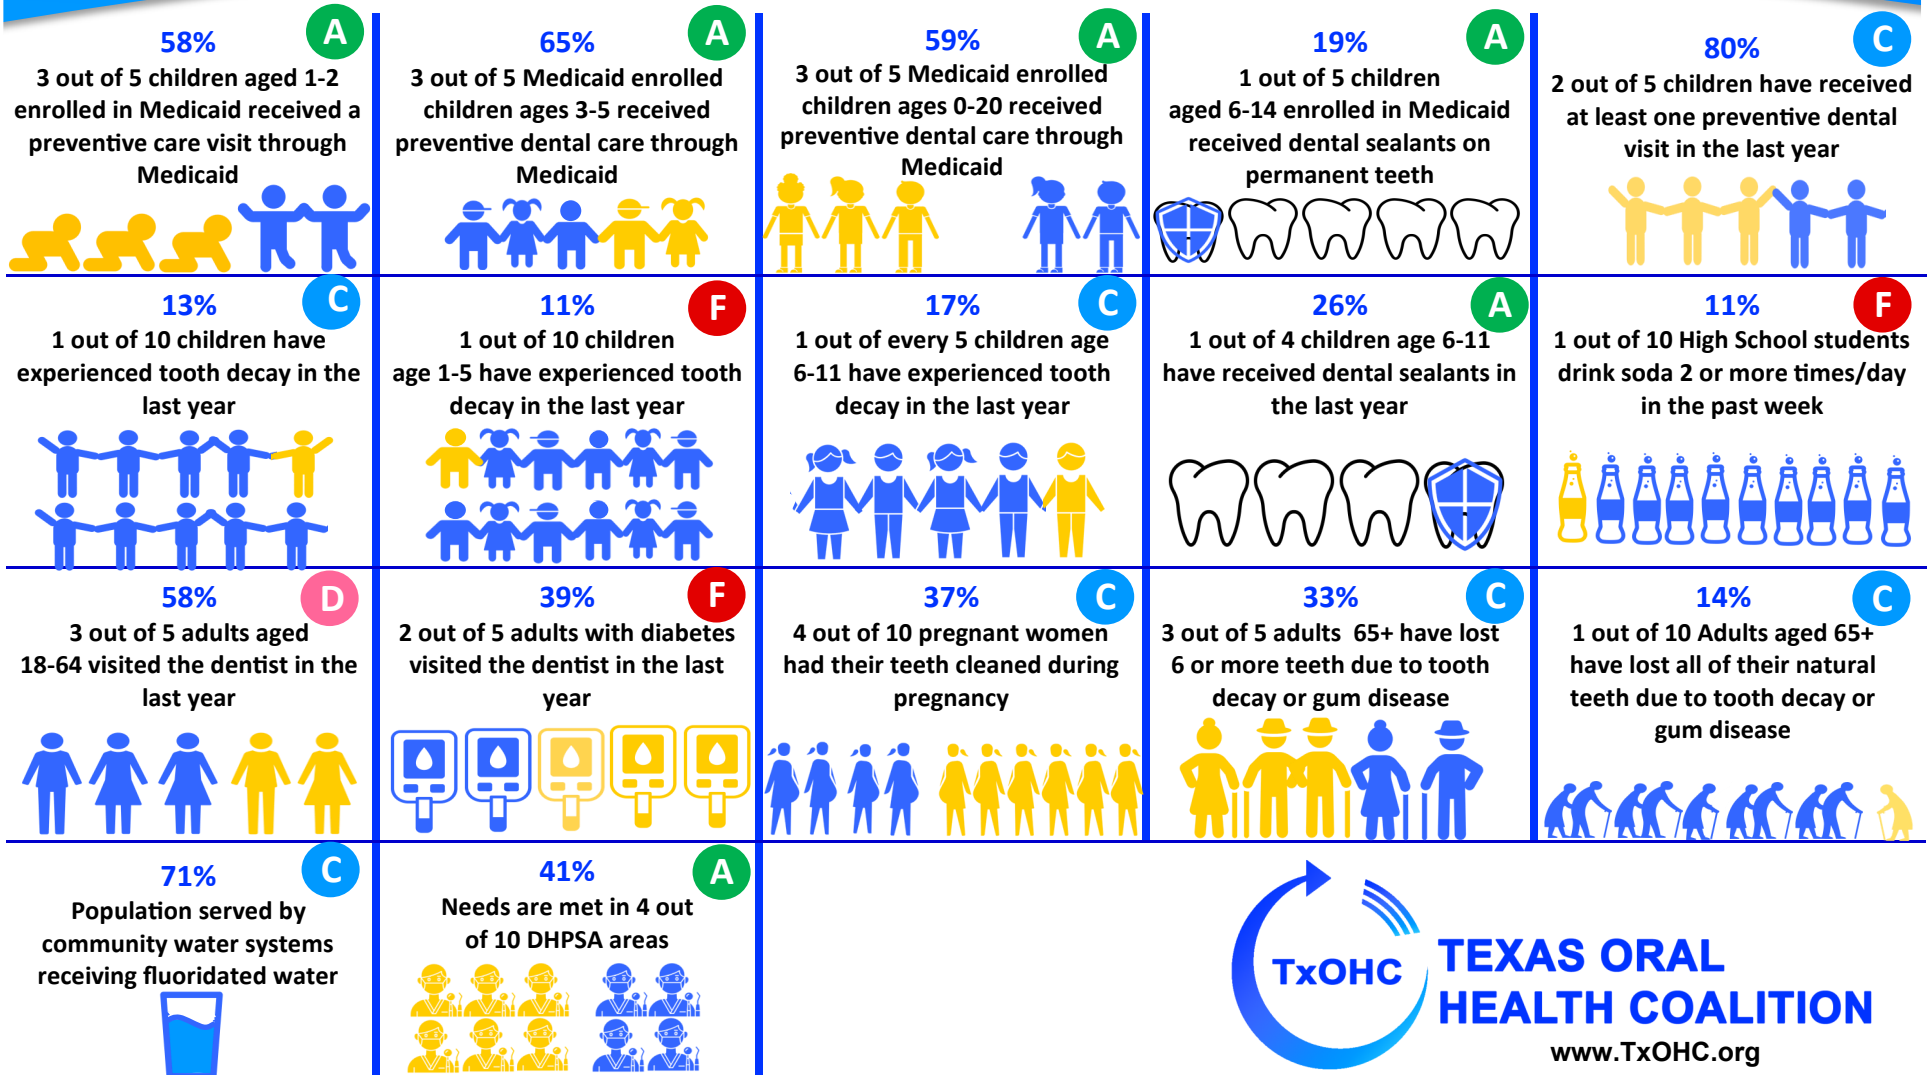 58%
A
3 out of 5 children aged 1-2
enrolled in Medicaid received a
preventive care visit through
Medicaid
65%
A
3 out of 5 Medicaid enrolled
children ages 3-5 received
preventive dental care through
Medicaid
59%
A
3 out of 5 Medicaid enrolled
children ages 0-20 received
preventive dental care through
Medicaid
19%
A
1 out of 5 children
aged 6-14 enrolled in Medicaid
received dental sealants on
permanent teeth
80%
C
2 out of 5 children have received
at least one preventive dental
visit in the last year
13%
C
1 out of 10 children have
experienced tooth decay in the
last year
11%
F
1 out of 10 children
age 1-5 have experienced tooth
decay in the last year
17%
C
1 out of every 5 children age
6-11 have experienced tooth
decay in the last year
26%
A
1 out of 4 children age 6-11
have received dental sealants in
the last year
11%
F
1 out of 10 High School students
drink soda 2 or more times/day
in the past week
58%
D
3 out of 5 adults aged
18-64 visited the dentist in the
last year
39%
F
2 out of 5 adults with diabetes
visited the dentist in the last
year
37%
C
4 out of 10 pregnant women
had their teeth cleaned during
pregnancy
33%
C
3 out of 5 adults 65+ have lost
6 or more teeth due to tooth
decay or gum disease
14%
C
1 out of 10 Adults aged 65+
have lost all of their natural
teeth due to tooth decay or
gum disease
71%
C
Population served by
community water systems
receiving fluoridated water
41%
A
Needs are met in 4 out
of 10 DHPSA areas
TxOHC
TEXAS ORAL
HEALTH COALITION
www.TxOHC.org